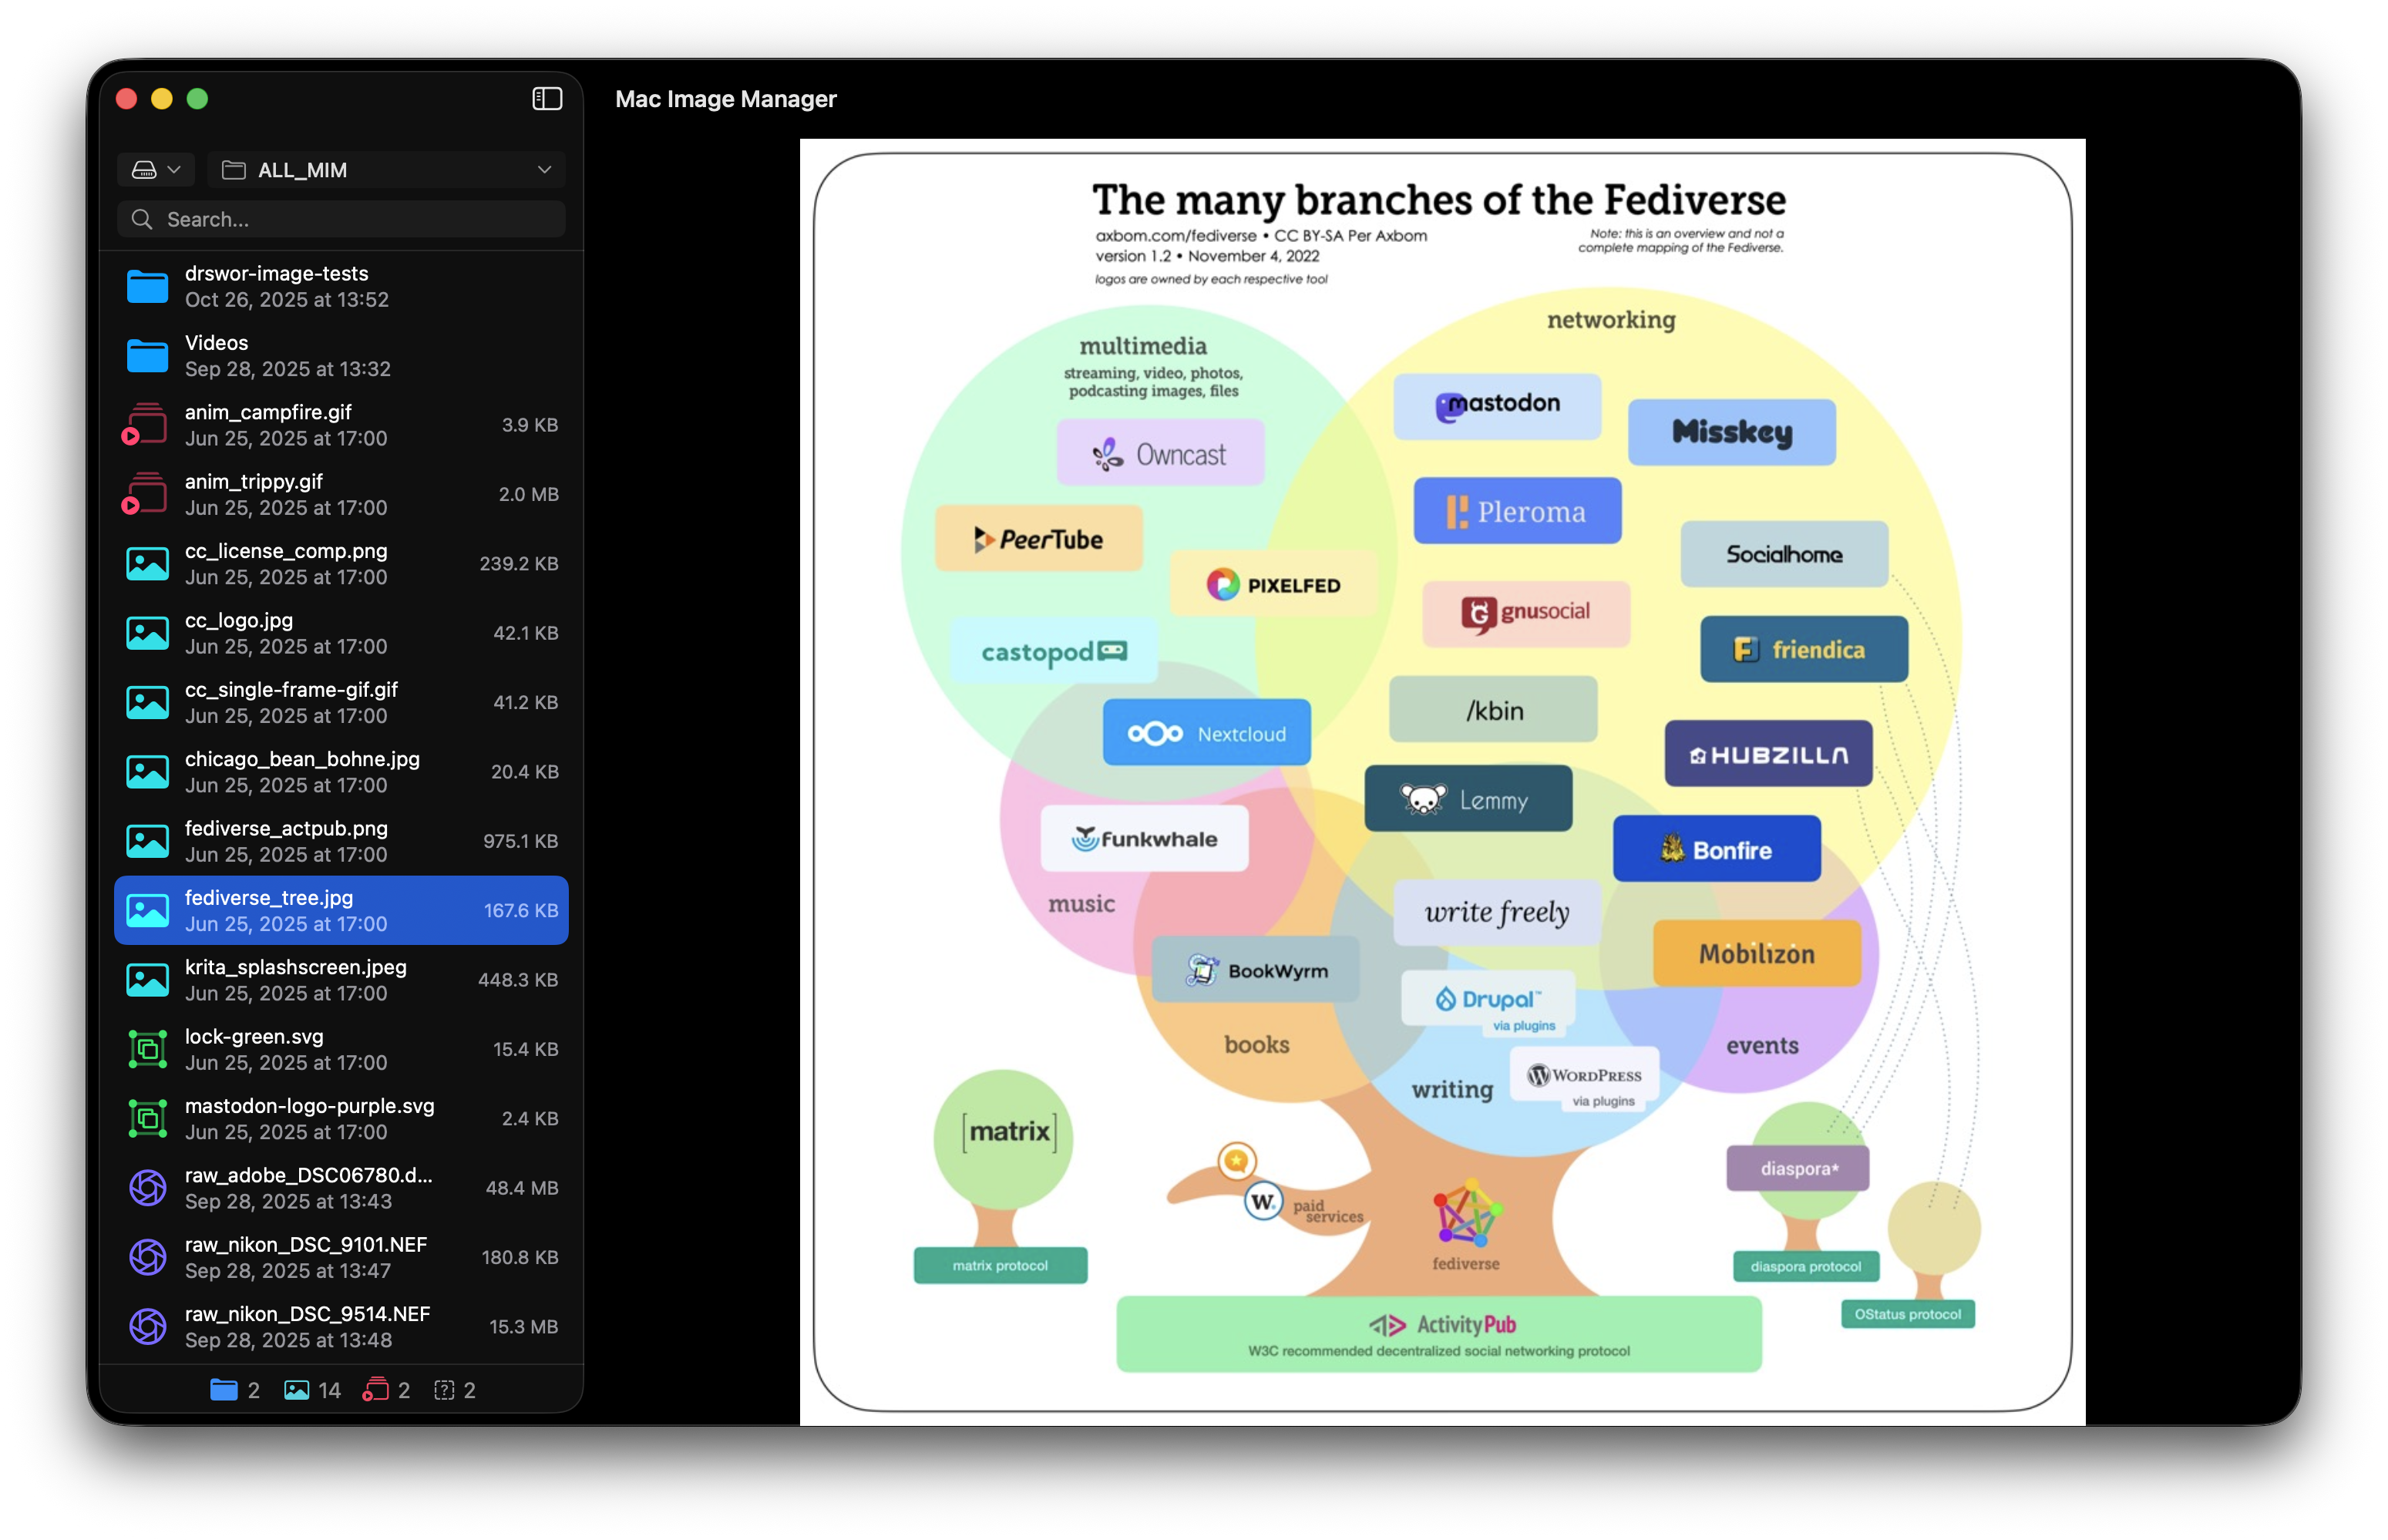 Mac Image Manager
ALL_MIM
Search...
drswor-image-tests
Oct 26, 2025 at 13:52
Videos
Sep 28, 2025 at 13:32
anim_campfire.gif
Jun 25, 2025 at 17:00
3.9 KB
anim_trippy.gif
Jun 25, 2025 at 17:00
2.0 MB
cc_license_comp.png
Jun 25, 2025 at 17:00
239.2 KB
cc_logo.jpg
Jun 25, 2025 at 17:00
42.1 KB
cc_single-frame-gif.gif
Jun 25, 2025 at 17:00
41.2 KB
chicago_bean_bohne.jpg
Jun 25, 2025 at 17:00
20.4 KB
fediverse_actpub.png
Jun 25, 2025 at 17:00
975.1 KB
fediverse_tree.jpg
Jun 25, 2025 at 17:00
167.6 KB
krita_splashscreen.jpeg
Jun 25, 2025 at 17:00
448.3 KB
lock-green.svg
Jun 25, 2025 at 17:00
15.4 KB
mastodon-logo-purple.svg
Jun 25, 2025 at 17:00
2.4 KB
raw_adobe_DSC06780.d...
Sep 28, 2025 at 13:43
48.4 MB
raw_nikon_DSC_9101.NEF
Sep 28, 2025 at 13:47
180.8 KB
raw_nikon_DSC_9514.NEF
Sep 28, 2025 at 13:48
15.3 MB
2 14 2 2
The many branches of the Fediverse
axbom.com/fediverse • CC BY-SA Per Axbom
version 1.2 • November 4, 2022
logos are owned by each respective tool
Note: this is an overview and not a
complete mapping of the Fediverse.
multimedia
streaming, video, photos,
podcasting images, files
Owncast
PeerTube
PIXELFED
castopod
Nextcloud
networking
mastodon
Misskey
Pleroma
Socialhome
gnusocial
friendica
/kbin
HUBZILLA
Lemmy
Bonfire
funkwhale
music
write freely
Mobilizon
BookWyrm
Drupal™
via plugins
books
events
writing
WORDPRESS
via plugins
[matrix]
matrix protocol
W.
paid
services
fediverse
diaspora*
diaspora protocol
OStatus protocol
ActivityPub
W3C recommended decentralized social networking protocol